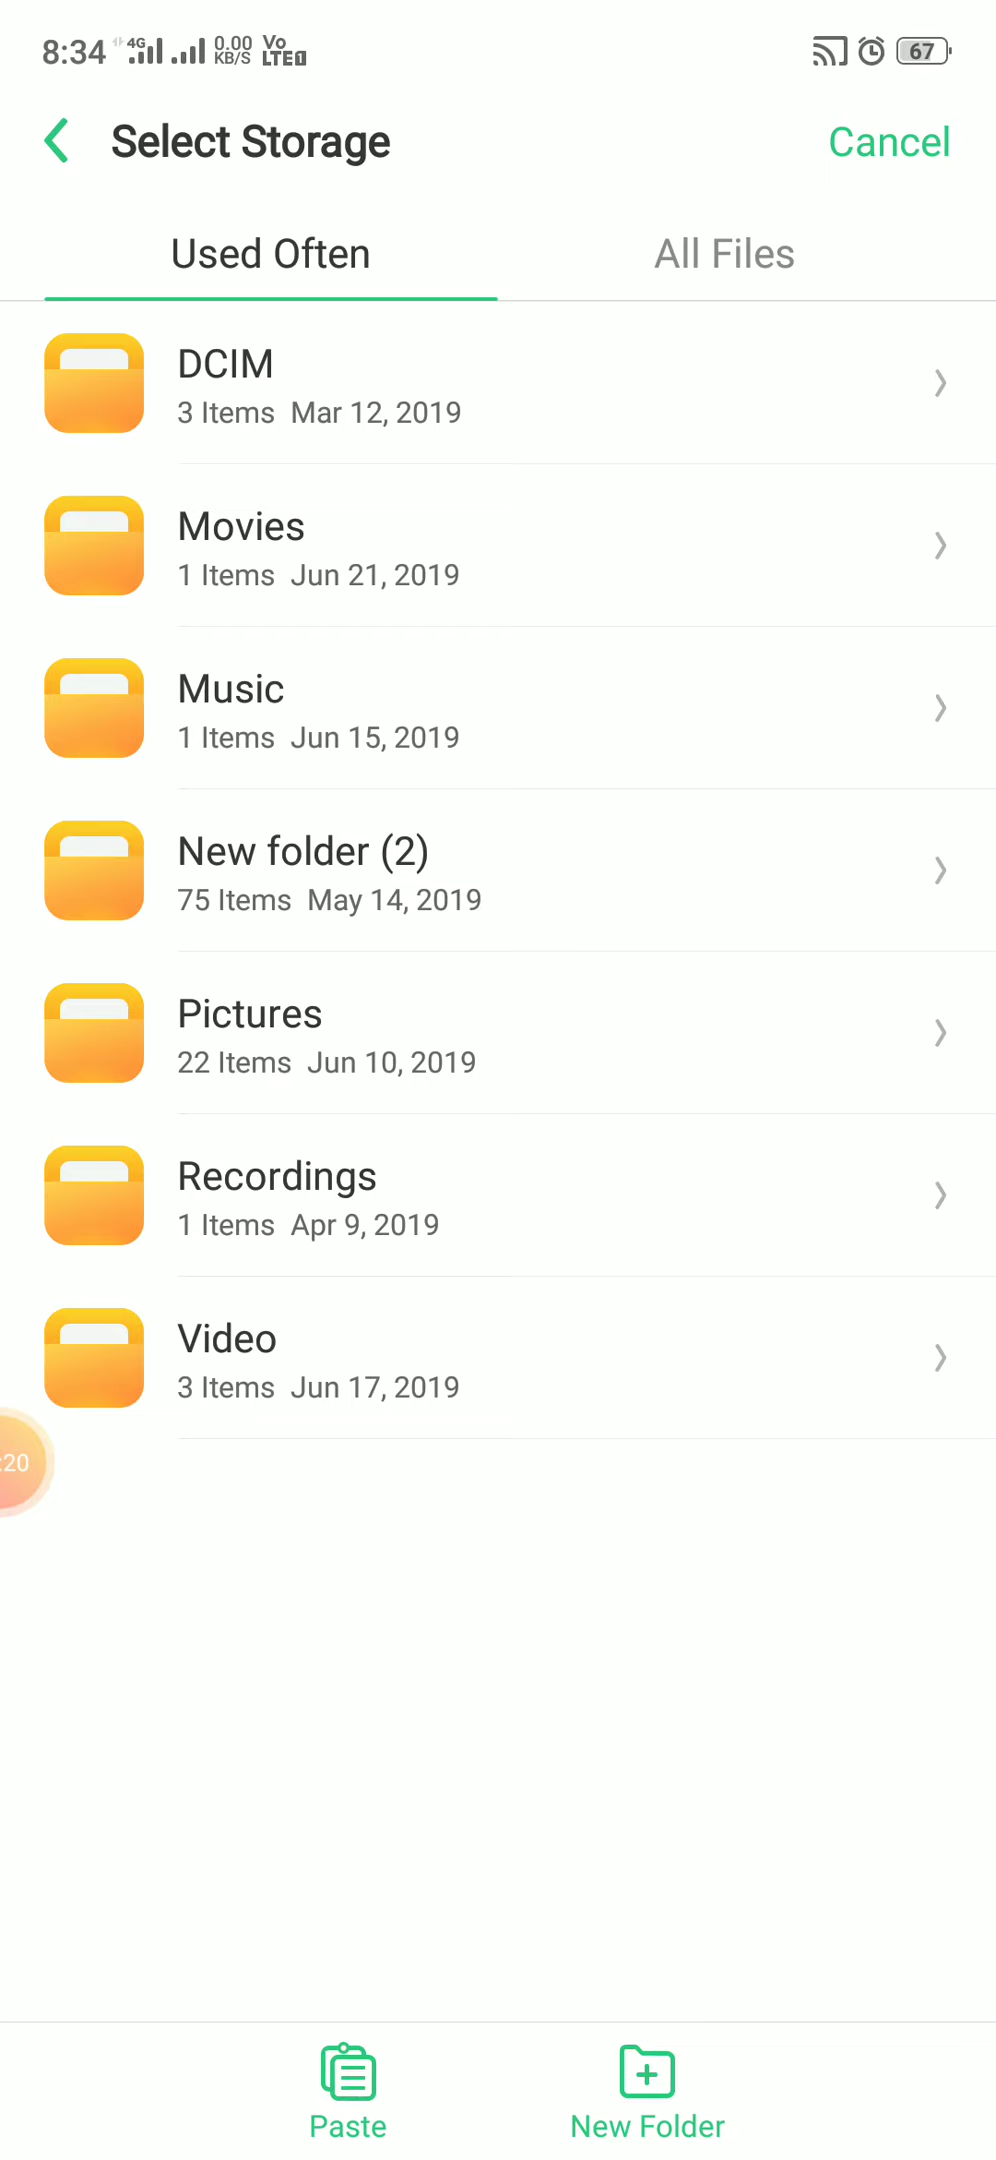 8:34 4G 0.00 KB/S Vo LTE1 67
Select Storage Cancel
Used Often All Files
DCIM
3 Items Mar 12, 2019
Movies
1 Items Jun 21, 2019
Music
1 Items Jun 15, 2019
New folder (2)
75 Items May 14, 2019
Pictures
22 Items Jun 10, 2019
Recordings
1 Items Apr 9, 2019
Video
3 Items Jun 17, 2019
:20
Paste New Folder